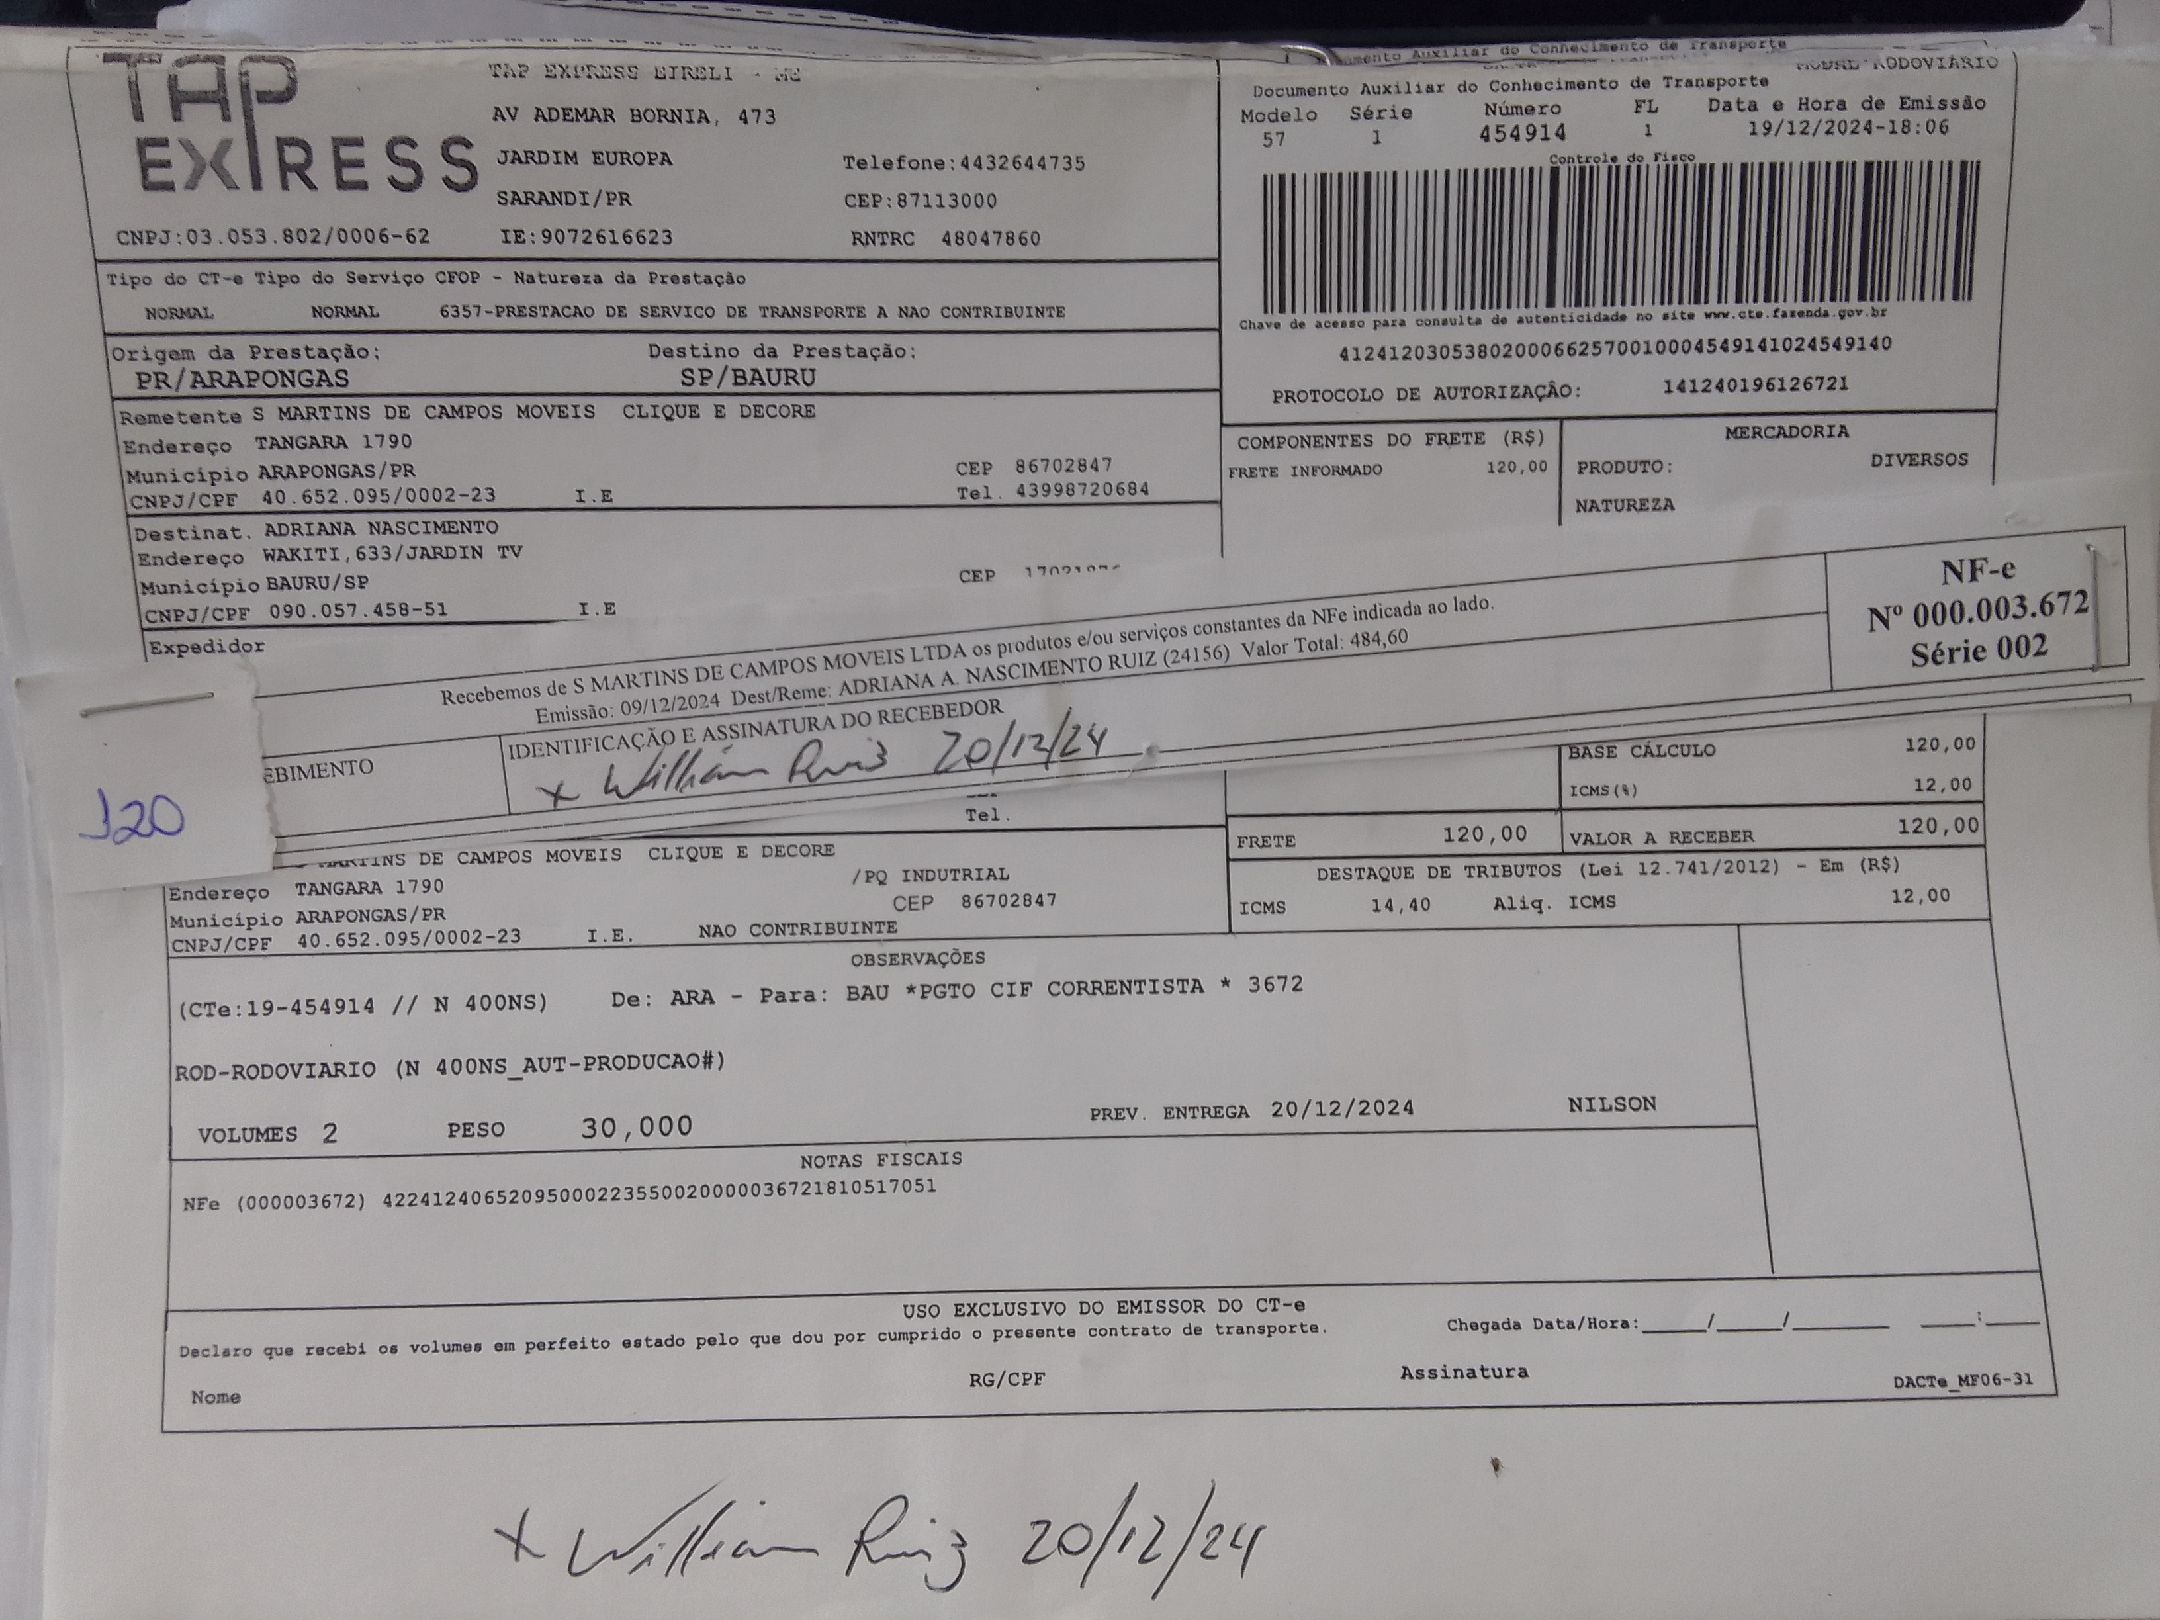 TAP
EXPRESS
TAP EXPRESS EIRELI - ME
AV ADEMAR BORNIA, 473
JARDIM EUROPA
Telefone:4432644735
SARANDI/PR
CEP:87113000
CNPJ:03.053.802/0006-62
IE:9072616623
RNTRC 48047860
Documento Auxiliar do Conhecimento de Transporte
RODOVIÁRIO
Documento Auxiliar do Conhecimento de Transporte
Modelo Série Número FL Data e Hora de Emissão
57 1 454914 1 19/12/2024-18:06
Controle do Fisco
Chave de acesso para consulta de autenticidade no site www.cte.fazenda.gov.br
41241203053802000662570010004549141024549140
PROTOCOLO DE AUTORIZAÇÃO: 141240196126721
Tipo do CT-e Tipo do Serviço CFOP - Natureza da Prestação
NORMAL NORMAL 6357-PRESTACAO DE SERVICO DE TRANSPORTE A NAO CONTRIBUINTE
Origem da Prestação: Destino da Prestação:
PR/ARAPONGAS SP/BAURU
Remetente S MARTINS DE CAMPOS MOVEIS CLIQUE E DECORE
Endereço TANGARA 1790
Município ARAPONGAS/PR CEP 86702847
CNPJ/CPF 40.652.095/0002-23 I.E Tel. 43998720684
COMPONENTES DO FRETE (R$)
FRETE INFORMADO 120,00
MERCADORIA
PRODUTO: DIVERSOS
NATUREZA
Destinat. ADRIANA NASCIMENTO
Endereço WAKITI,633/JARDIN TV
Município BAURU/SP CEP
CNPJ/CPF 090.057.458-51 I.E
Expedidor
Recebemos de S MARTINS DE CAMPOS MOVEIS LTDA os produtos e/ou serviços constantes da NFe indicada ao lado.
Emissão: 09/12/2024 Dest/Reme: ADRIANA A. NASCIMENTO RUIZ (24156) Valor Total: 484,60
NF-e
Nº 000.003.672
Série 002
EBIMENTO
IDENTIFICAÇÃO E ASSINATURA DO RECEBEDOR
x William Ruiz 20/12/24
120
Tel.
BASE CÁLCULO 120,00
ICMS(%) 12,00
FRETE 120,00 VALOR A RECEBER 120,00
DESTAQUE DE TRIBUTOS (Lei 12.741/2012) - Em (R$)
ICMS 14,40 Aliq. ICMS 12,00
MARTINS DE CAMPOS MOVEIS CLIQUE E DECORE
Endereço TANGARA 1790 /PQ INDUTRIAL
Município ARAPONGAS/PR CEP 86702847
CNPJ/CPF 40.652.095/0002-23 I.E. NAO CONTRIBUINTE
OBSERVAÇÕES
(CTe:19-454914 // N 400NS) De: ARA - Para: BAU *PGTO CIF CORRENTISTA * 3672
ROD-RODOVIARIO (N 400NS_AUT-PRODUCAO#)
VOLUMES 2 PESO 30,000 PREV. ENTREGA 20/12/2024 NILSON
NOTAS FISCAIS
NFe (000003672) 42241240652095000223550020000036721810517051
USO EXCLUSIVO DO EMISSOR DO CT-e
Declaro que recebi os volumes em perfeito estado pelo que dou por cumprido o presente contrato de transporte.
Chegada Data/Hora:_____/_____/________ ____:____
Nome RG/CPF Assinatura
DACTe_MF06-31
x William Ruiz 20/12/24